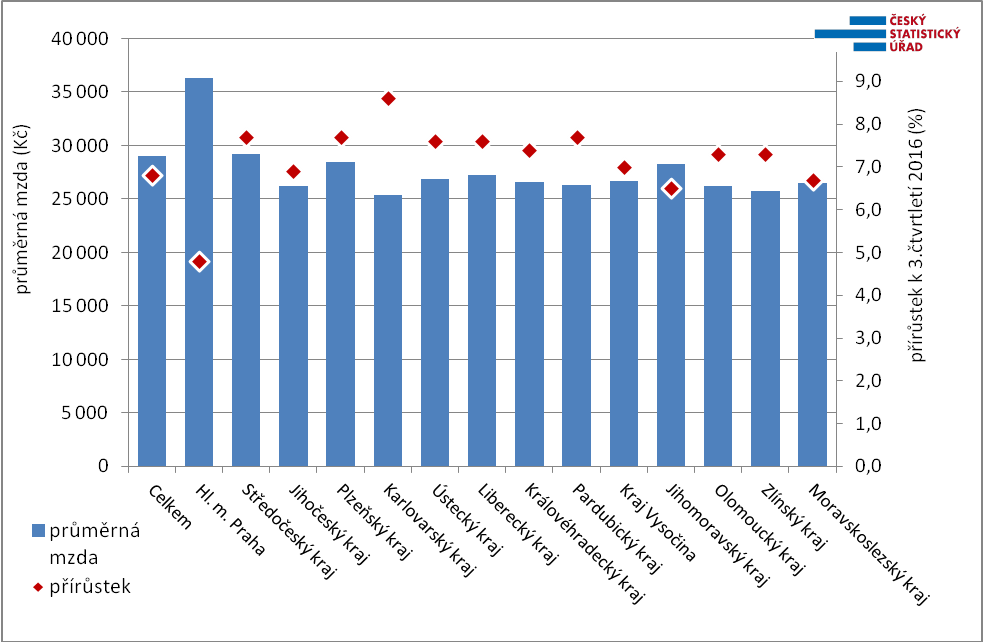 ČESKÝ
STATISTICKÝ
ÚŘAD
průměrná mzda (Kč)
40 000
35 000
30 000
25 000
20 000
15 000
10 000
5 000
0
9,0
8,0
7,0
6,0
5,0
4,0
3,0
2,0
1,0
0,0
přírůstek k 3.čtvrtletí 2016 (%)
Celkem
Hl. m. Praha
Středočeský kraj
Jihočeský kraj
Plzeňský kraj
Karlovarský kraj
Ústecký kraj
Liberecký kraj
Královéhradecký kraj
Pardubický kraj
Kraj Vysočina
Jihomoravský kraj
Olomoucký kraj
Zlínský kraj
Moravskoslezský kraj
průměrná
mzda
přírůstek